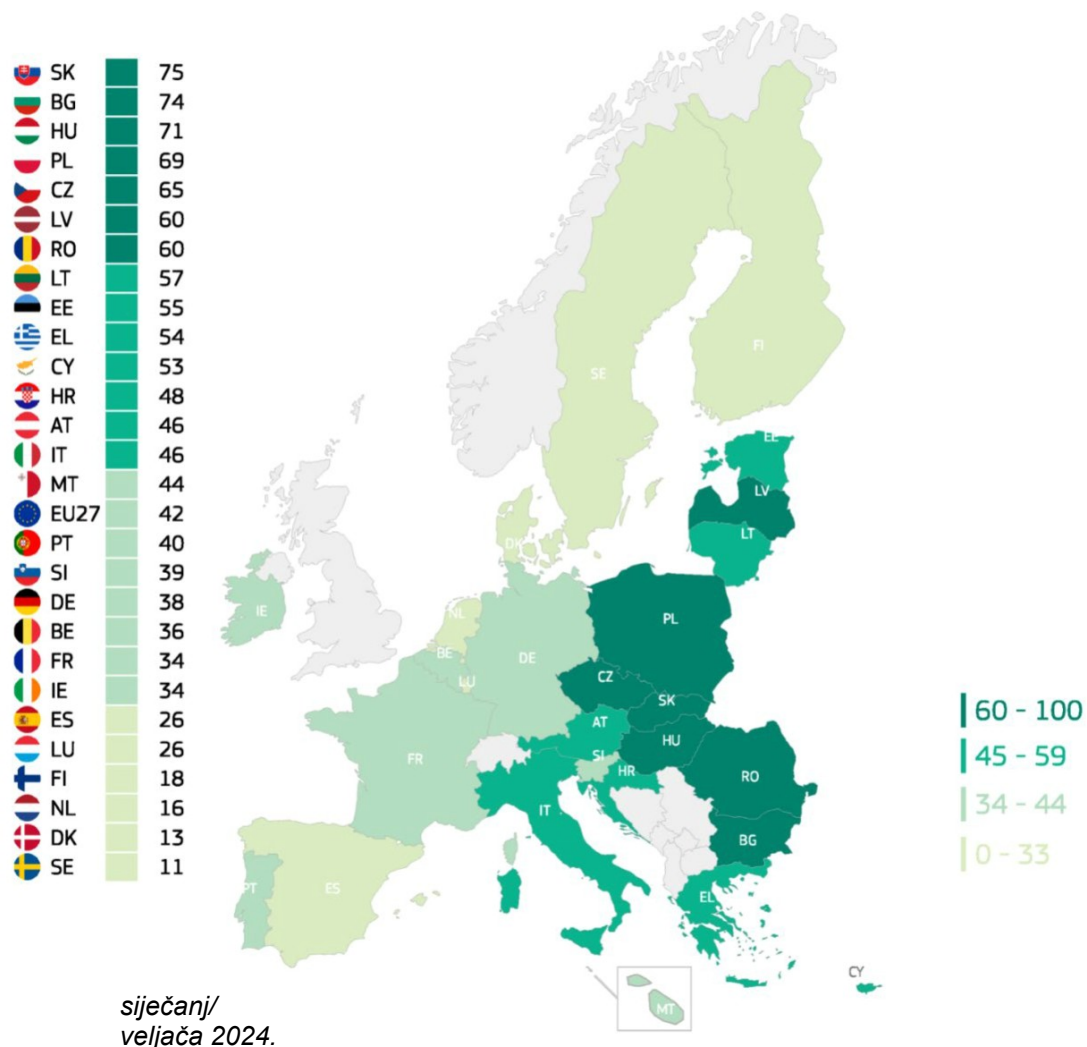 SK 75
BG 74
HU 71
PL 69
CZ 65
LV 60
RO 60
LT 57
EE 55
EL 54
CY 53
HR 48
AT 46
IT 46
MT 44
EU27 42
PT 40
SI 39
DE 38
BE 36
FR 34
IE 34
ES 26
LU 26
FI 18
NL 16
DK 13
SE 11
FI
SE
EE
LV
LT
DK
IE
NL
PL
BE
DE
CZ
LU
SK
AT
HU
FR
SI
HR
RO
IT
BG
PT
ES
EL
CY
MT
60 - 100
45 - 59
34 - 44
0 - 33
siječanj/
veljača 2024.